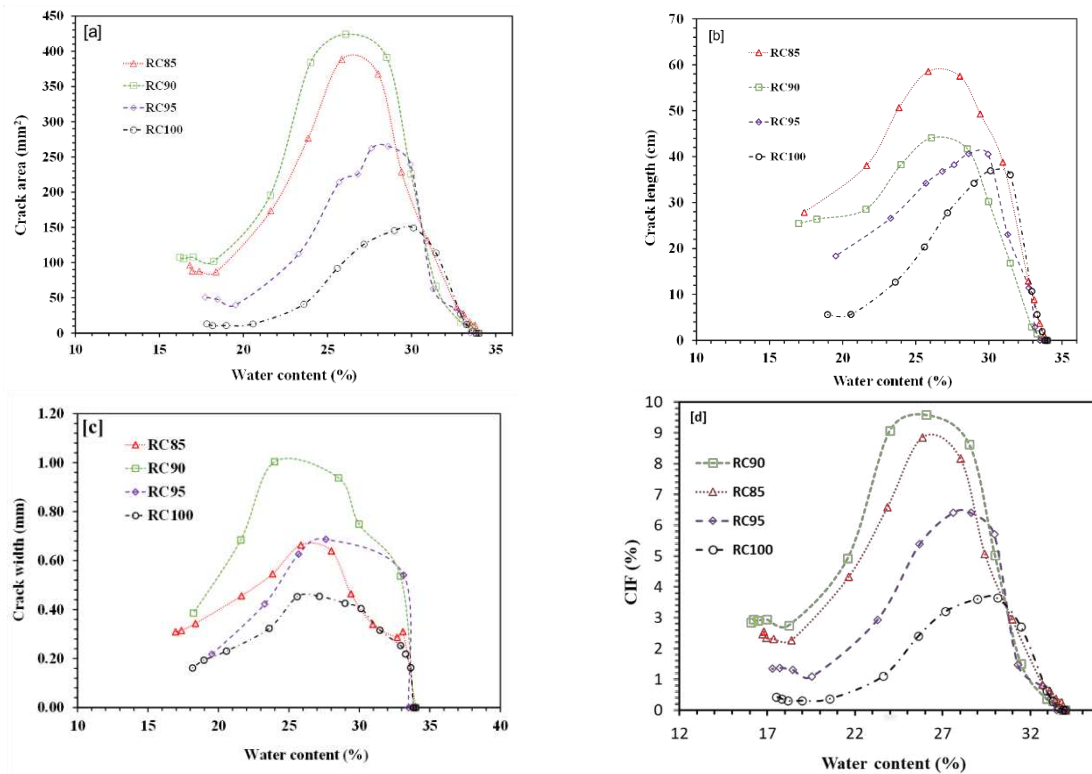 [a]
RC85
RC90
RC95
RC100
450
400
350
300
250
200
150
100
50
0
10
15
20
25
30
35
Crack area (mm²)
Water content (%)
[b]
RC85
RC90
RC95
RC100
70
60
50
40
30
20
10
0
10
15
20
25
30
35
Crack length (cm)
Water content (%)
[c]
RC85
RC90
RC95
RC100
1.20
1.00
0.80
0.60
0.40
0.20
0.00
10
15
20
25
30
35
40
Crack width (mm)
Water content (%)
[d]
RC90
RC85
RC95
RC100
10
9
8
7
6
5
4
3
2
1
0
12
17
22
27
32
CIF (%)
Water content (%)